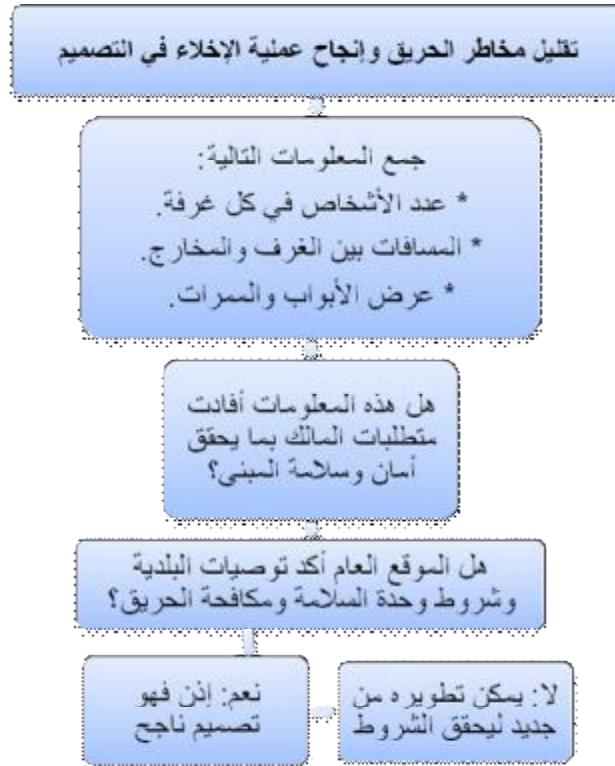 تقليل مخاطر الحريق وإنجاح عملية الإخلاء في التصميم
جمع المعلومات التالية:
* عدد الأشخاص في كل غرفة.
* المسافات بين الغرف والمخارج.
* عرض الأبواب والممرات.
هل هذه المعلومات أفادت
متطلبات المالك بما يحقق
أمان وسلامة المبنى؟
هل الموقع العام أكد توصيات البلدية
وشروط وحدة السلامة ومكافحة الحريق؟
لا: يمكن تطويره من
جديد ليحقق الشروط
نعم: إذن فهو
تصميم ناجح